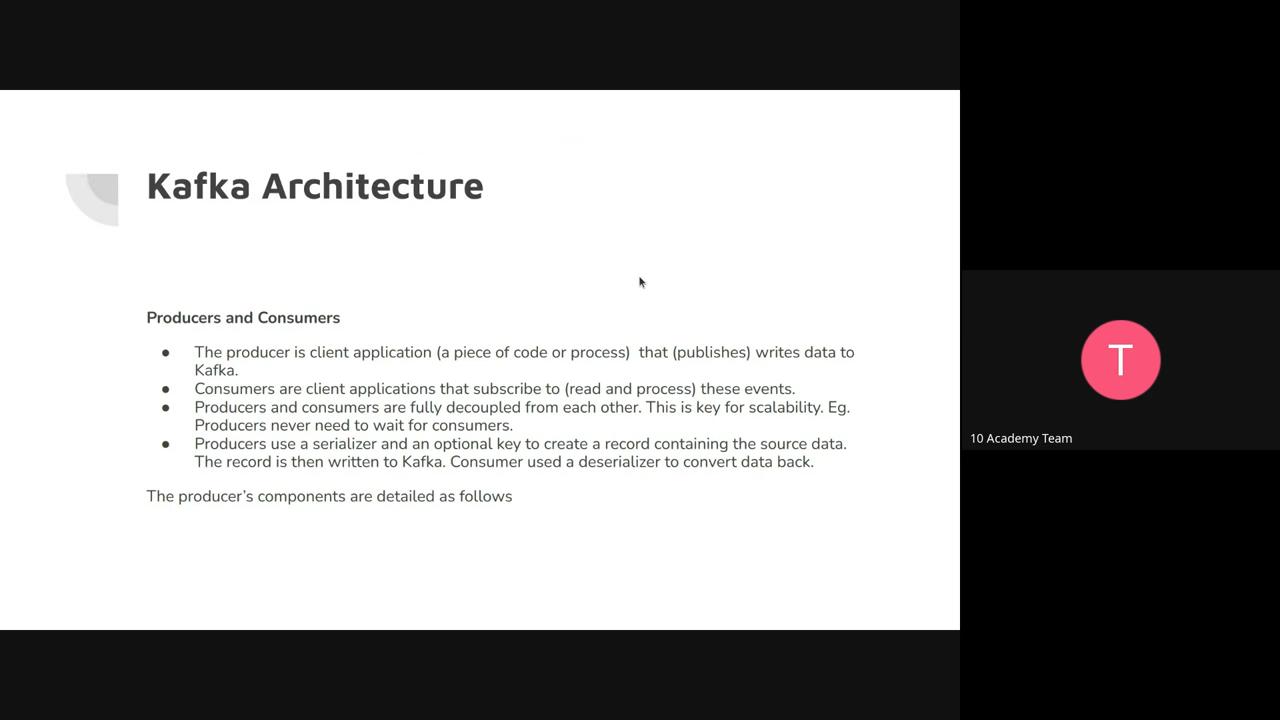 Kafka Architecture
Producers and Consumers
● The producer is client application (a piece of code or process)  that (publishes) writes data to
Kafka.
● Consumers are client applications that subscribe to (read and process) these events.
● Producers and consumers are fully decoupled from each other. This is key for scalability. Eg.
Producers never need to wait for consumers.
● Producers use a serializer and an optional key to create a record containing the source data.
The record is then written to Kafka. Consumer used a deserializer to convert data back.
The producer’s components are detailed as follows
T
10 Academy Team